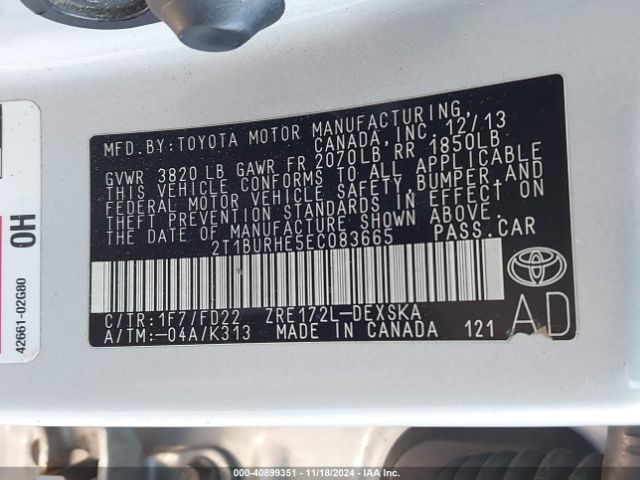 MFD.BY:TOYOTA MOTOR MANUFACTURING,
CANADA, INC. 12/13
GVWR 3820 LB GAWR FR 2070LB RR 1850LB
THIS VEHICLE CONFORMS TO ALL APPLICABLE
FEDERAL MOTOR VEHICLE SAFETY,BUMPER, AND
THEFT PREVENTION STANDARDS IN EFFECT ON
THE DATE OF MANUFACTURE SHOWN ABOVE.
2T1BURHE5EC083665 PASS.CAR
C/TR:1F7/FD22 ZRE172L-DEXSKA
A/TM:-04A/K313 MADE IN CANADA 121
AD
0H
42661-02G80
000-40899351 | 11/18/2024 | IAA Inc.